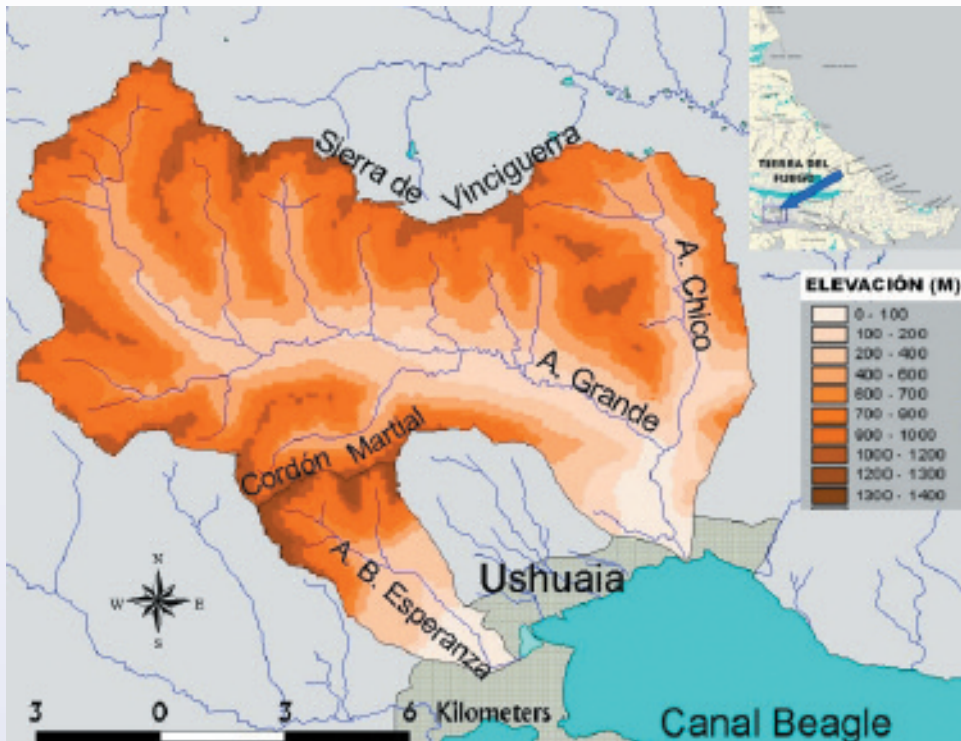 Sierra de
Vinciguerra
TIERRA DEL
FUEGO
A. Chico
ELEVACIÓN (M)
0 - 100
100 - 200
200 - 400
400 - 600
600 - 700
700 - 900
900 - 1000
1000 - 1200
1200 - 1300
1300 - 1400
A. Grande
Cordón Martial
A. B. Esperanza
Ushuaia
N
W E
S
3 0 3 6 Kilometers
Canal Beagle